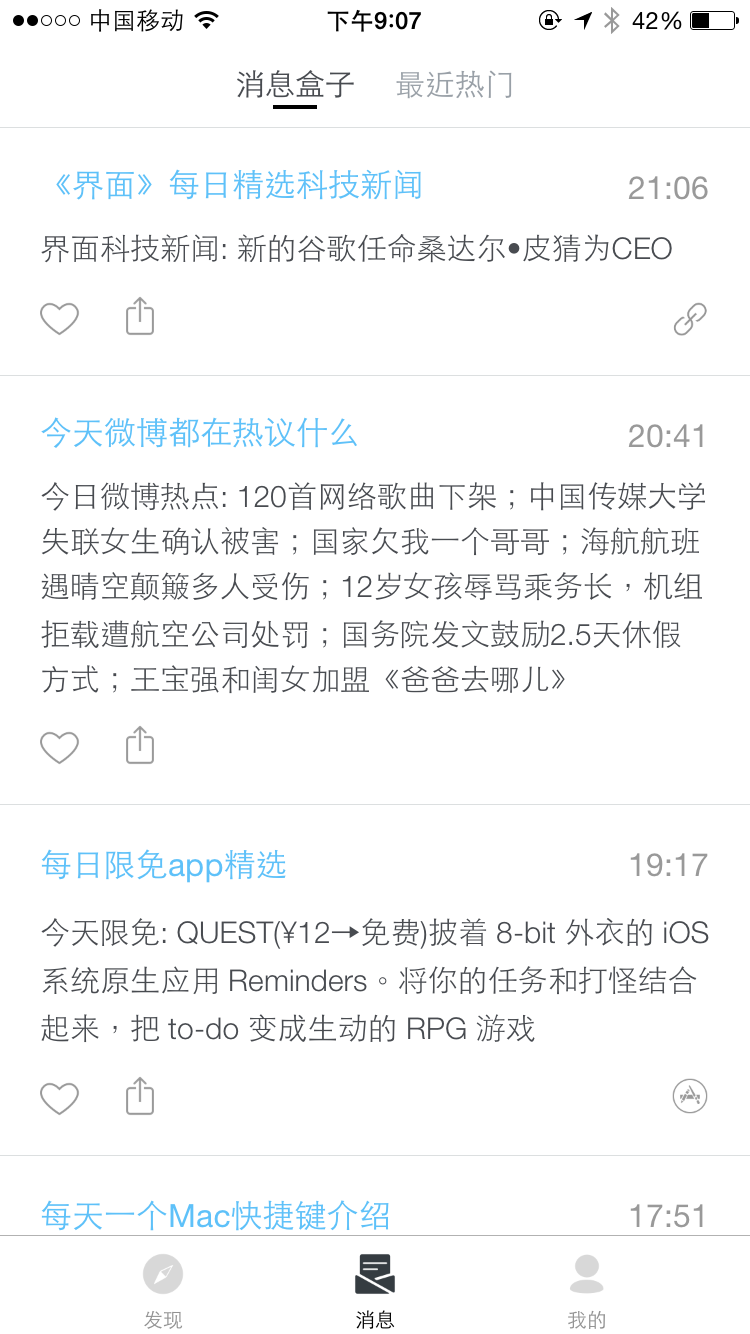 中国移动 下午9:07 42%
消息盒子 最近热门
《界面》每日精选科技新闻 21:06
界面科技新闻: 新的谷歌任命桑达尔•皮猜为CEO
今天微博都在热议什么 20:41
今日微博热点: 120首网络歌曲下架；中国传媒大学
失联女生确认被害；国家欠我一个哥哥；海航航班
遇晴空颠簸多人受伤；12岁女孩辱骂乘务长，机组
拒载遭航空公司处罚；国务院发文鼓励2.5天休假
方式；王宝强和闺女加盟《爸爸去哪儿》
每日限免app精选 19:17
今天限免: QUEST(¥12→免费)披着 8-bit 外衣的 iOS
系统原生应用 Reminders。将你的任务和打怪结合
起来，把 to-do 变成生动的 RPG 游戏
每天一个Mac快捷键介绍 17:51
发现 消息 我的